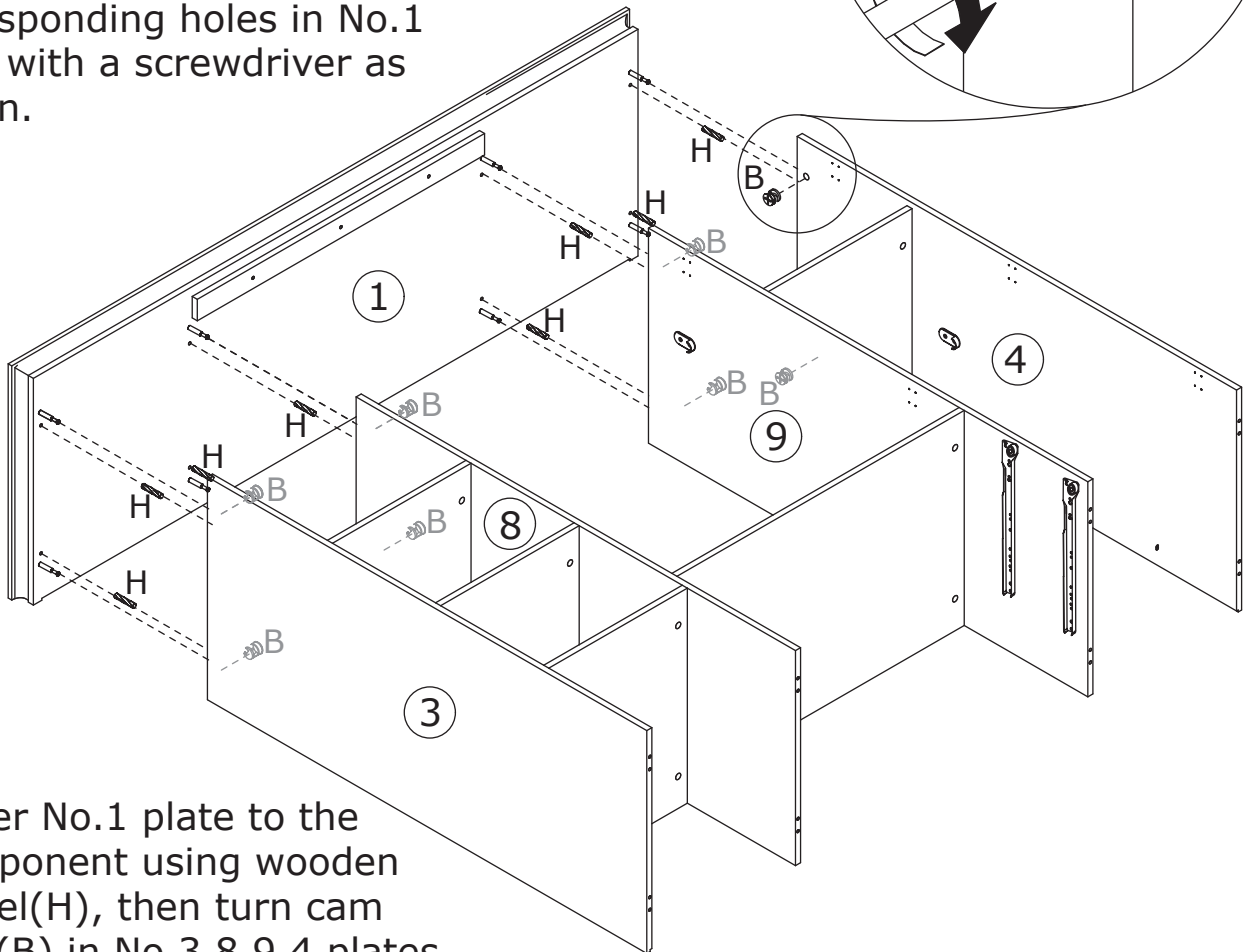 sponding holes in No.1
with a screwdriver as
n.
H
B
H
B
H
1
H
4
B
B
B
9
H
H
B
B
8
H
H
B
3
er No.1 plate to the
ponent using wooden
el(H), then turn cam
(B) in No.3,8,9,4 plates